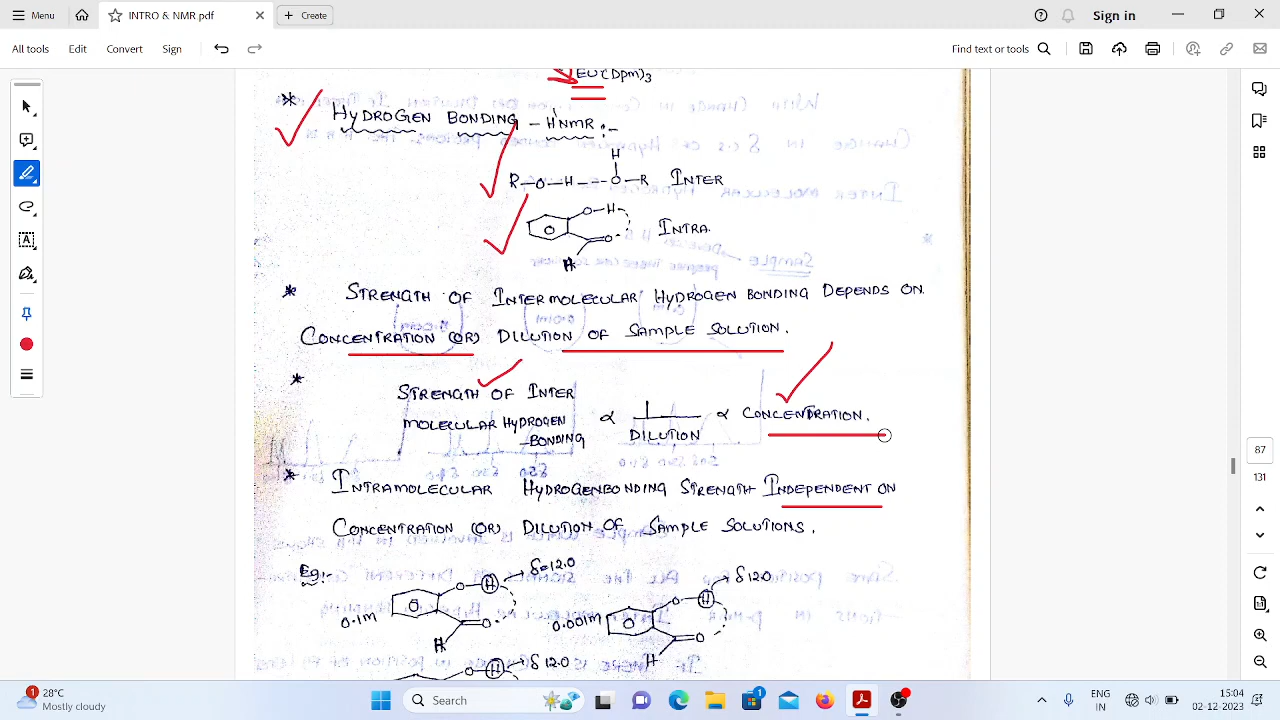 Menu
INTRO & NMR pdf
Create
Sign in
All tools Edit Convert Sign
Find text or tools
EU(Dpm)3
* HYDROGEN BONDING - HNMR :-
H
R-O-H---O-R INTER
O-H
O INTRA.
H
* STRENGTH OF INTERMOLECULAR HYDROGEN BONDING DEPENDS ON
CONCENTRATION (OR) DILUTION OF SAMPLE SOLUTION.
* STRENGTH OF INTER
MOLECULAR HYDROGEN
BONDING
∝ 1/DILUTION ∝ CONCENTRATION.
* INTRAMOLECULAR HYDROGENBONDING STRENGTH INDEPENDENT ON
CONCENTRATION (OR) DILUTION OF SAMPLE SOLUTIONS.
Eg:-
O-H → δ=12.0
0.1M
O
H
O-H → δ 12.0
0.001M
O
H
O-H → δ 12.0
87
131
1
28°C
Mostly cloudy
Search
ENG
IN
15:04
02-12-2023